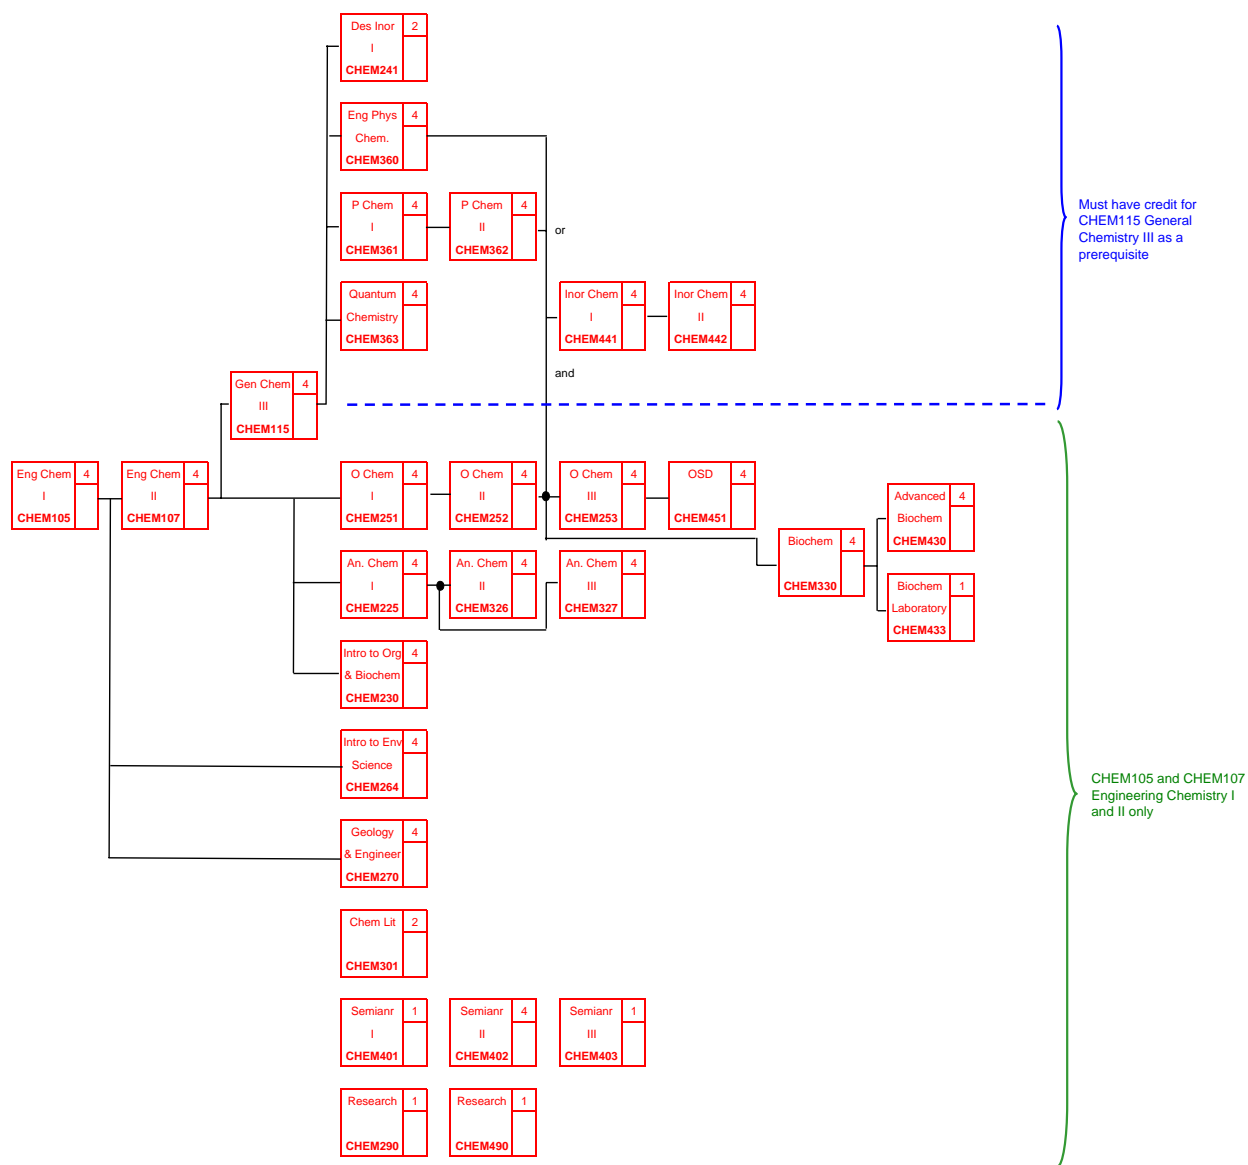 Des Inor 2
I
CHEM241
Eng Phys 4
Chem.
CHEM360
P Chem 4
I
CHEM361
P Chem 4
II
CHEM362
or
Must have credit for
CHEM115 General
Chemistry III as a
prerequisite
Quantum 4
Chemistry
CHEM363
Inor Chem 4
I
CHEM441
Inor Chem 4
II
CHEM442
and
Gen Chem 4
III
CHEM115
Eng Chem 4
I
CHEM105
Eng Chem 4
II
CHEM107
O Chem 4
I
CHEM251
O Chem 4
II
CHEM252
O Chem 4
III
CHEM253
OSD 4
CHEM451
Advanced 4
Biochem
CHEM430
Biochem 4
CHEM330
An. Chem 4
I
CHEM225
An. Chem 4
II
CHEM326
An. Chem 4
III
CHEM327
Biochem 1
Laboratory
CHEM433
Intro to Org 4
& Biochem
CHEM230
Intro to Env 4
Science
CHEM264
CHEM105 and CHEM107
Engineering Chemistry I
and II only
Geology 4
& Engineer
CHEM270
Chem Lit 2
CHEM301
Semianr 1
I
CHEM401
Semianr 4
II
CHEM402
Semianr 1
III
CHEM403
Research 1
CHEM290
Research 1
CHEM490